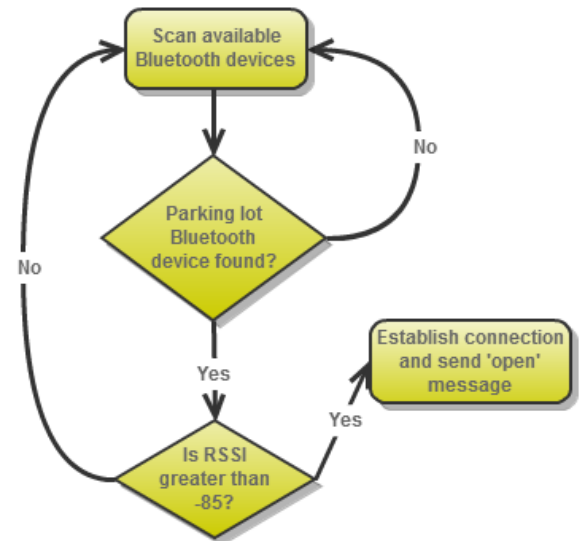 Scan available
Bluetooth devices
No
Parking lot
Bluetooth
device found?
No
Yes
Establish connection
and send 'open'
message
Yes
Is RSSI
greater than
-85?